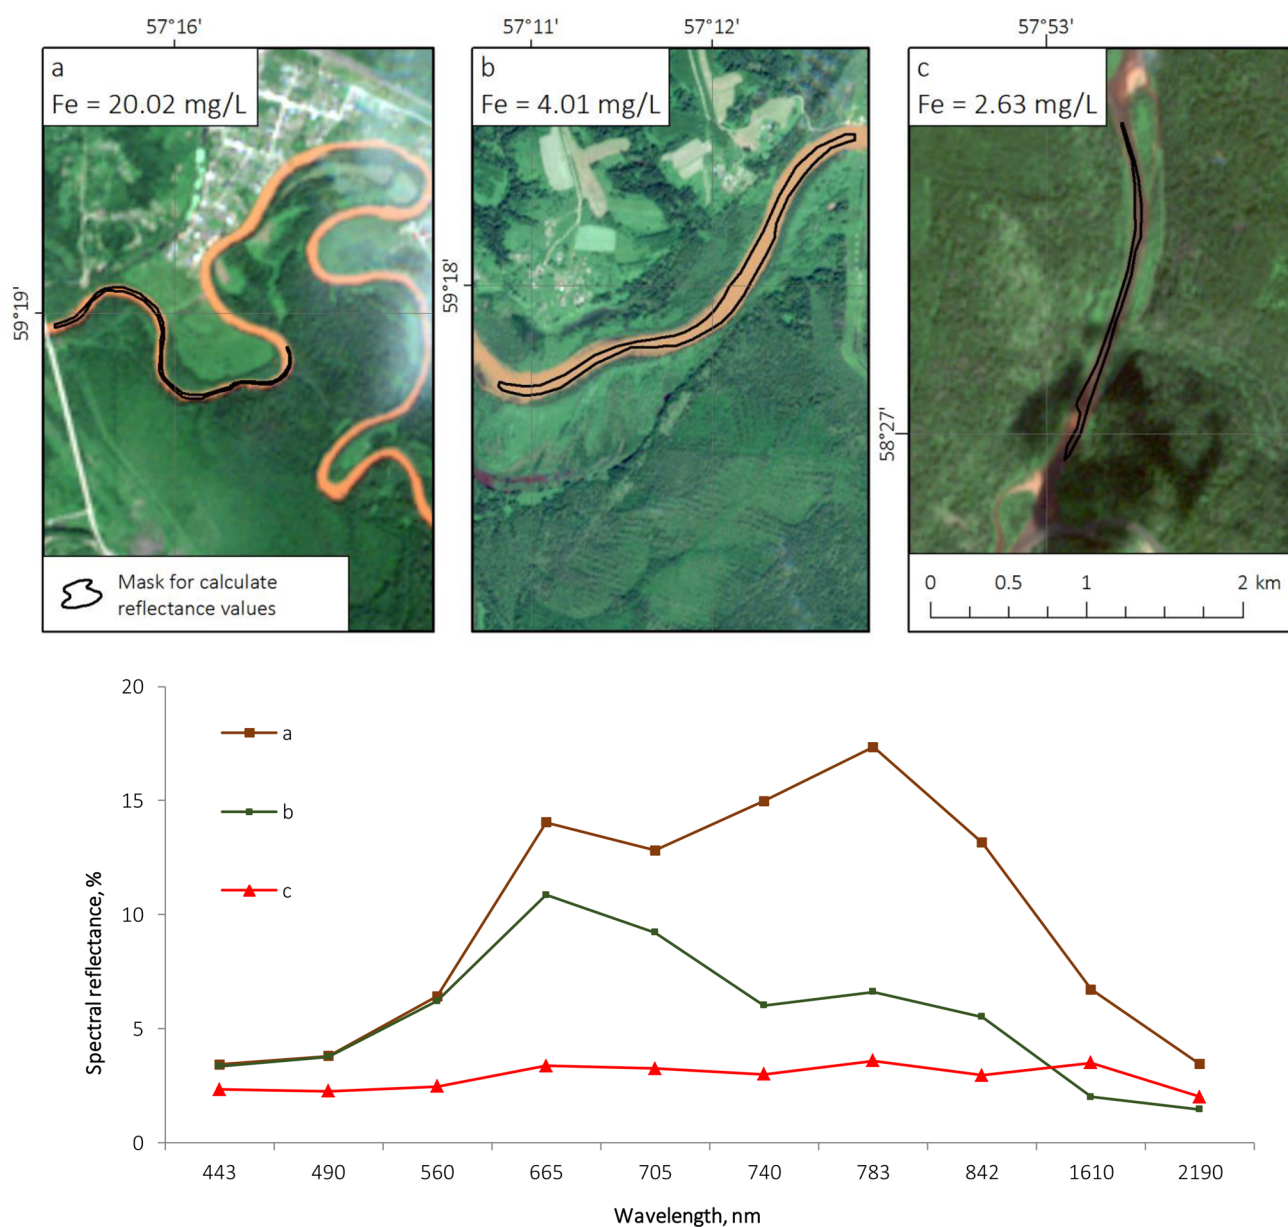 57°16'
57°11'
57°12'
57°53'
a
Fe = 20.02 mg/L
b
Fe = 4.01 mg/L
c
Fe = 2.63 mg/L
59°19'
59°18'
58°27'
Mask for calculate
reflectance values
0 0.5 1 2 km
20
15
10
5
0
a
b
c
Spectral reflectance, %
443 490 560 665 705 740 783 842 1610 2190
Wavelength, nm